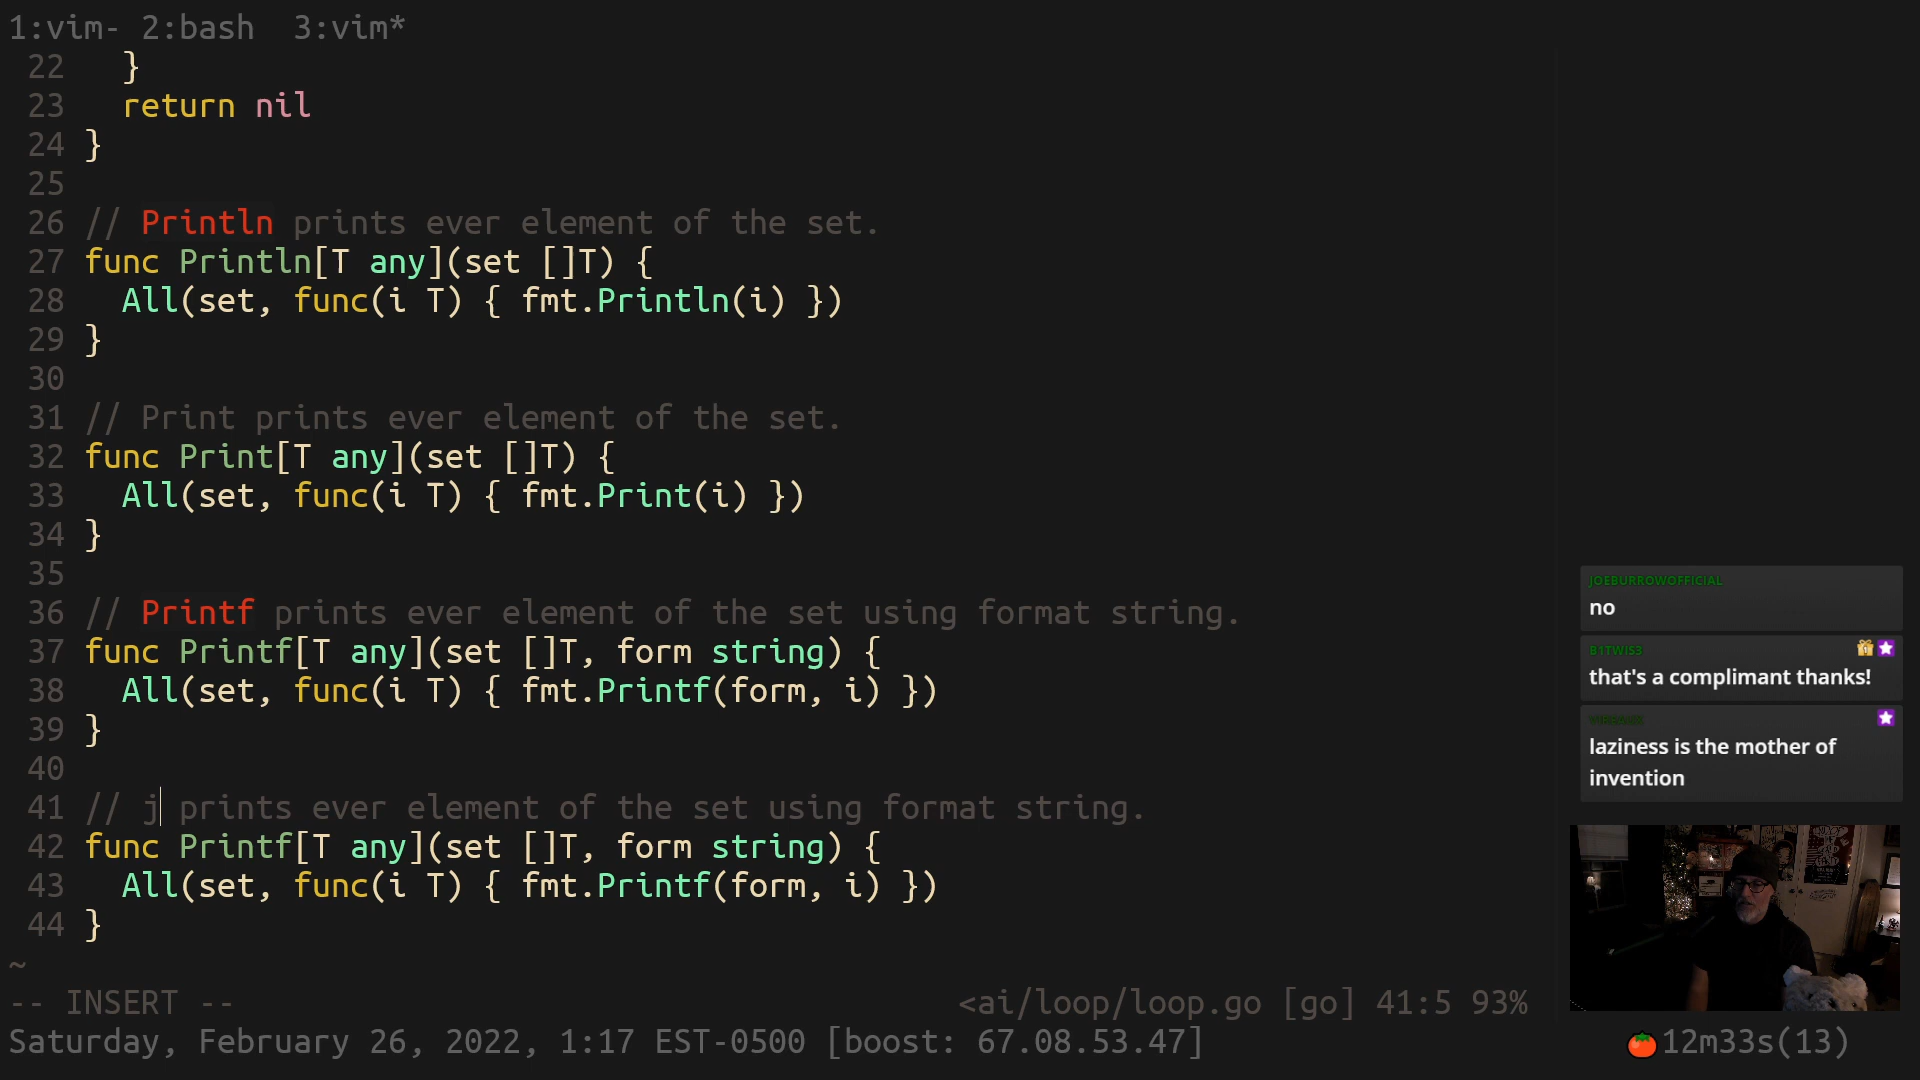 1:vim- 2:bash  3:vim*
22   }
23   return nil
24 }
25
26 // Println prints ever element of the set.
27 func Println[T any](set []T) {
28   All(set, func(i T) { fmt.Println(i) })
29 }
30
31 // Print prints ever element of the set.
32 func Print[T any](set []T) {
33   All(set, func(i T) { fmt.Print(i) })
34 }
35
36 // Printf prints ever element of the set using format string.
37 func Printf[T any](set []T, form string) {
38   All(set, func(i T) { fmt.Printf(form, i) })
39 }
40
41 // j prints ever element of the set using format string.
42 func Printf[T any](set []T, form string) {
43   All(set, func(i T) { fmt.Printf(form, i) })
44 }
~
-- INSERT --
<ai/loop/loop.go [go] 41:5 93%
Saturday, February 26, 2022, 1:17 EST-0500 [boost: 67.08.53.47]
JOEBURROWOFFICIAL
no
B1TWIS3
that's a complimant thanks!
laziness is the mother of
invention
12m33s(13)